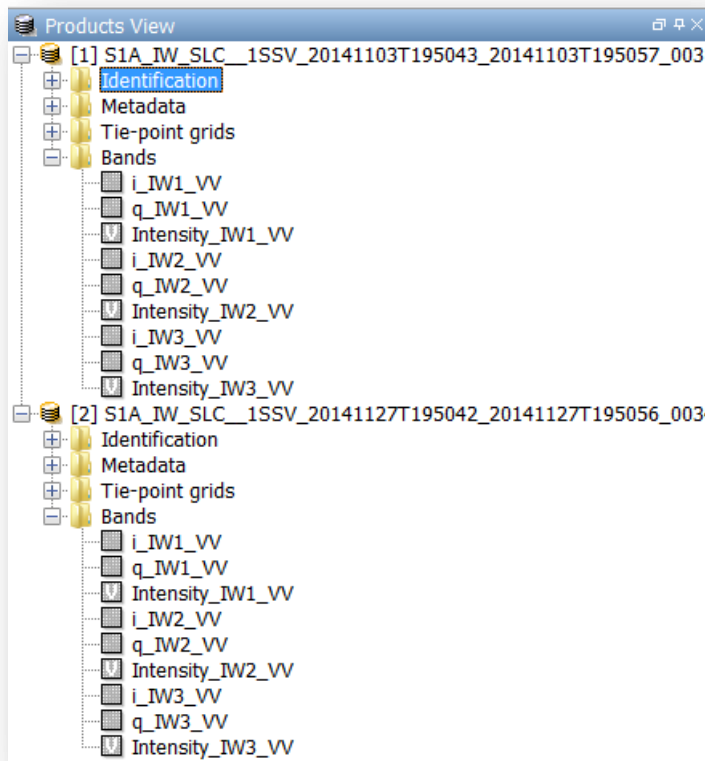 Products View
[1] S1A_IW_SLC__1SSV_20141103T195043_20141103T195057_003
Identification
Metadata
Tie-point grids
Bands
i_IW1_VV
q_IW1_VV
Intensity_IW1_VV
i_IW2_VV
q_IW2_VV
Intensity_IW2_VV
i_IW3_VV
q_IW3_VV
Intensity_IW3_VV
[2] S1A_IW_SLC__1SSV_20141127T195042_20141127T195056_003
Identification
Metadata
Tie-point grids
Bands
i_IW1_VV
q_IW1_VV
Intensity_IW1_VV
i_IW2_VV
q_IW2_VV
Intensity_IW2_VV
i_IW3_VV
q_IW3_VV
Intensity_IW3_VV